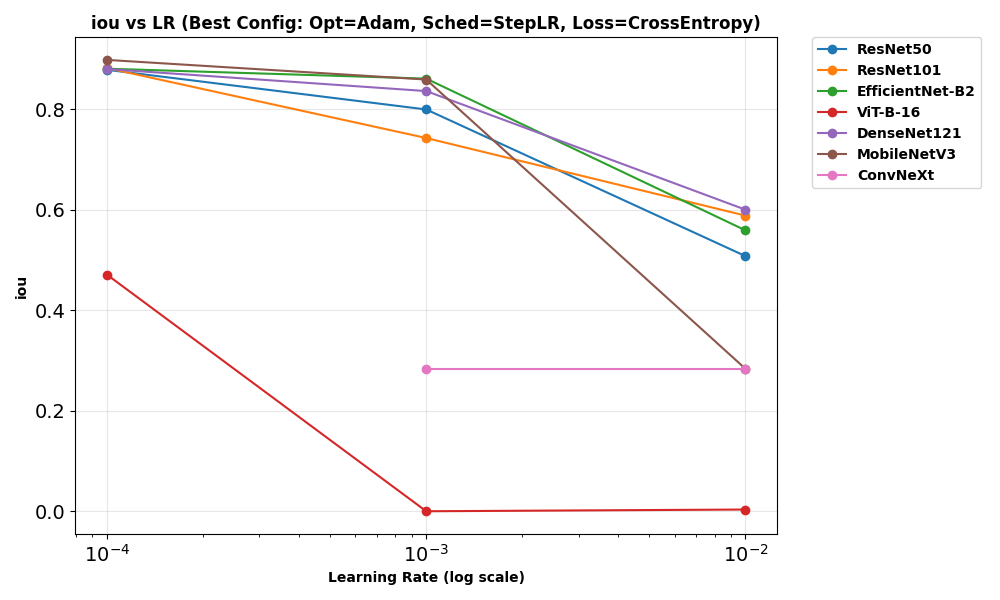 iou vs LR (Best Config: Opt=Adam, Sched=StepLR, Loss=CrossEntropy)
iou
0.8
0.6
0.4
0.2
0.0
10⁻⁴ 10⁻³ 10⁻²
Learning Rate (log scale)
ResNet50
ResNet101
EfficientNet-B2
ViT-B-16
DenseNet121
MobileNetV3
ConvNeXt